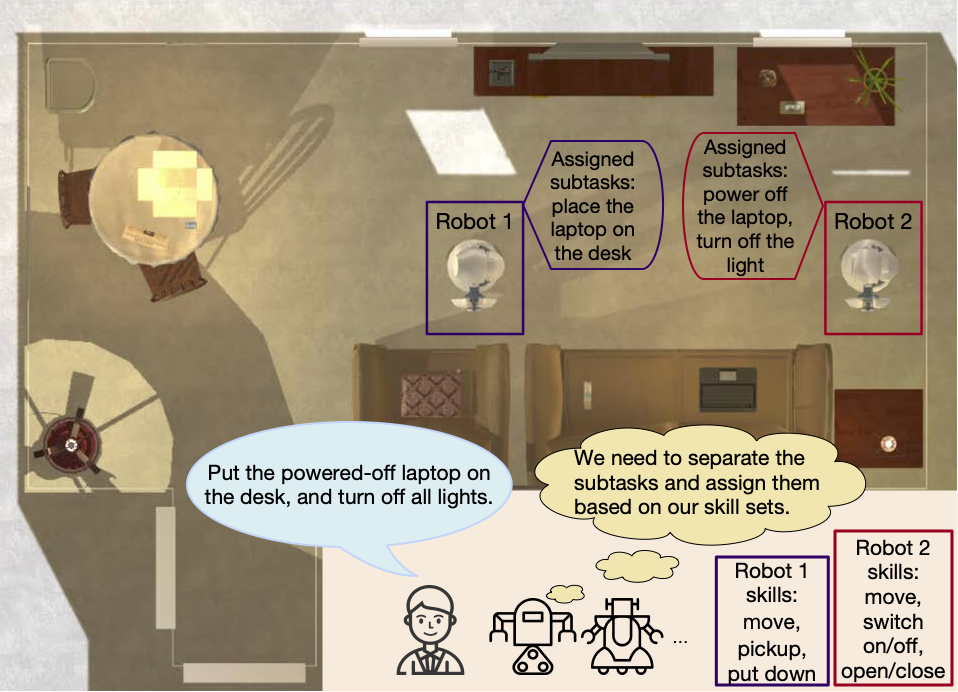 Robot 1
Assigned
subtasks:
place the
laptop on
the desk
Assigned
subtasks:
power off
the laptop,
turn off the
light
Robot 2
Put the powered-off laptop on
the desk, and turn off all lights.
We need to separate the
subtasks and assign them
based on our skill sets.
...
Robot 1
skills:
move,
pickup,
put down
Robot 2
skills:
move,
switch
on/off,
open/close